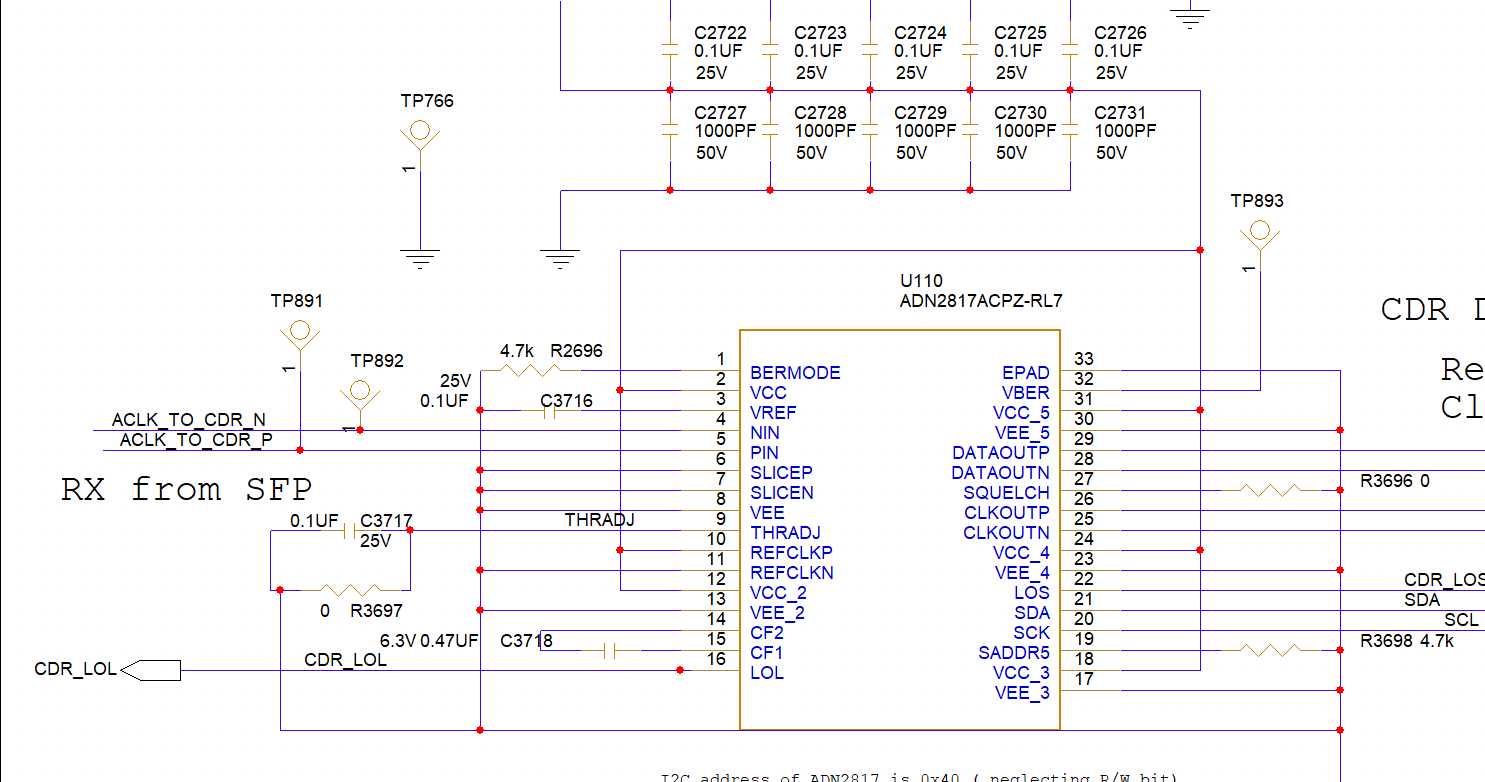 C2722 C2723 C2724 C2725 C2726
0.1UF 0.1UF 0.1UF 0.1UF 0.1UF
25V 25V 25V 25V 25V
TP766
1
C2727 C2728 C2729 C2730 C2731
1000PF 1000PF 1000PF 1000PF 1000PF
50V 50V 50V 50V 50V
TP893
1
U110
ADN2817ACPZ-RL7
TP891
1
TP892
1
CDR
Re
Cl
4.7k R2696
25V
0.1UF C3716
ACLK_TO_CDR_N
ACLK_TO_CDR_P
RX from SFP
0.1UF C3717
25V
THRADJ
0 R3697
6.3V 0.47UF C3718
CDR_LOL CDR_LOL
1 BERMODE
2 VCC
3 VREF
4 NIN
5 PIN
6 SLICEP
7 SLICEN
8 VEE
9 THRADJ
10 REFCLKP
11 REFCLKN
12 VCC_2
13 VEE_2
14 CF2
15 CF1
16 LOL
EPAD 33
VBER 32
VCC_5 31
VEE_5 30
DATAOUTP 29
DATAOUTN 28
SQUELCH 27
CLKOUTP 26
CLKOUTN 25
VCC_4 24
VEE_4 23
LOS 22
SDA 21
SCK 20
SADDR5 19
VCC_3 18
VEE_3 17
R3696 0
CDR_LOS
SDA
SCL
R3698 4.7k
I2C address of ADN2817 is 0x40 ( neglecting R/W bit)